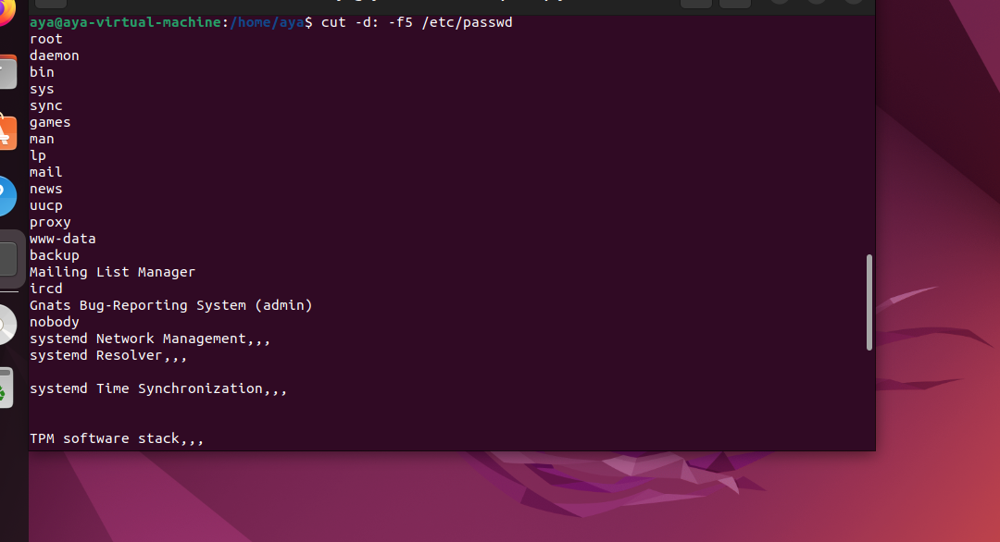 aya@aya-virtual-machine:/home/aya$ cut -d: -f5 /etc/passwd
root
daemon
bin
sys
sync
games
man
lp
mail
news
uucp
proxy
www-data
backup
Mailing List Manager
ircd
Gnats Bug-Reporting System (admin)
nobody
systemd Network Management,,,
systemd Resolver,,,
systemd Time Synchronization,,,
TPM software stack,,,